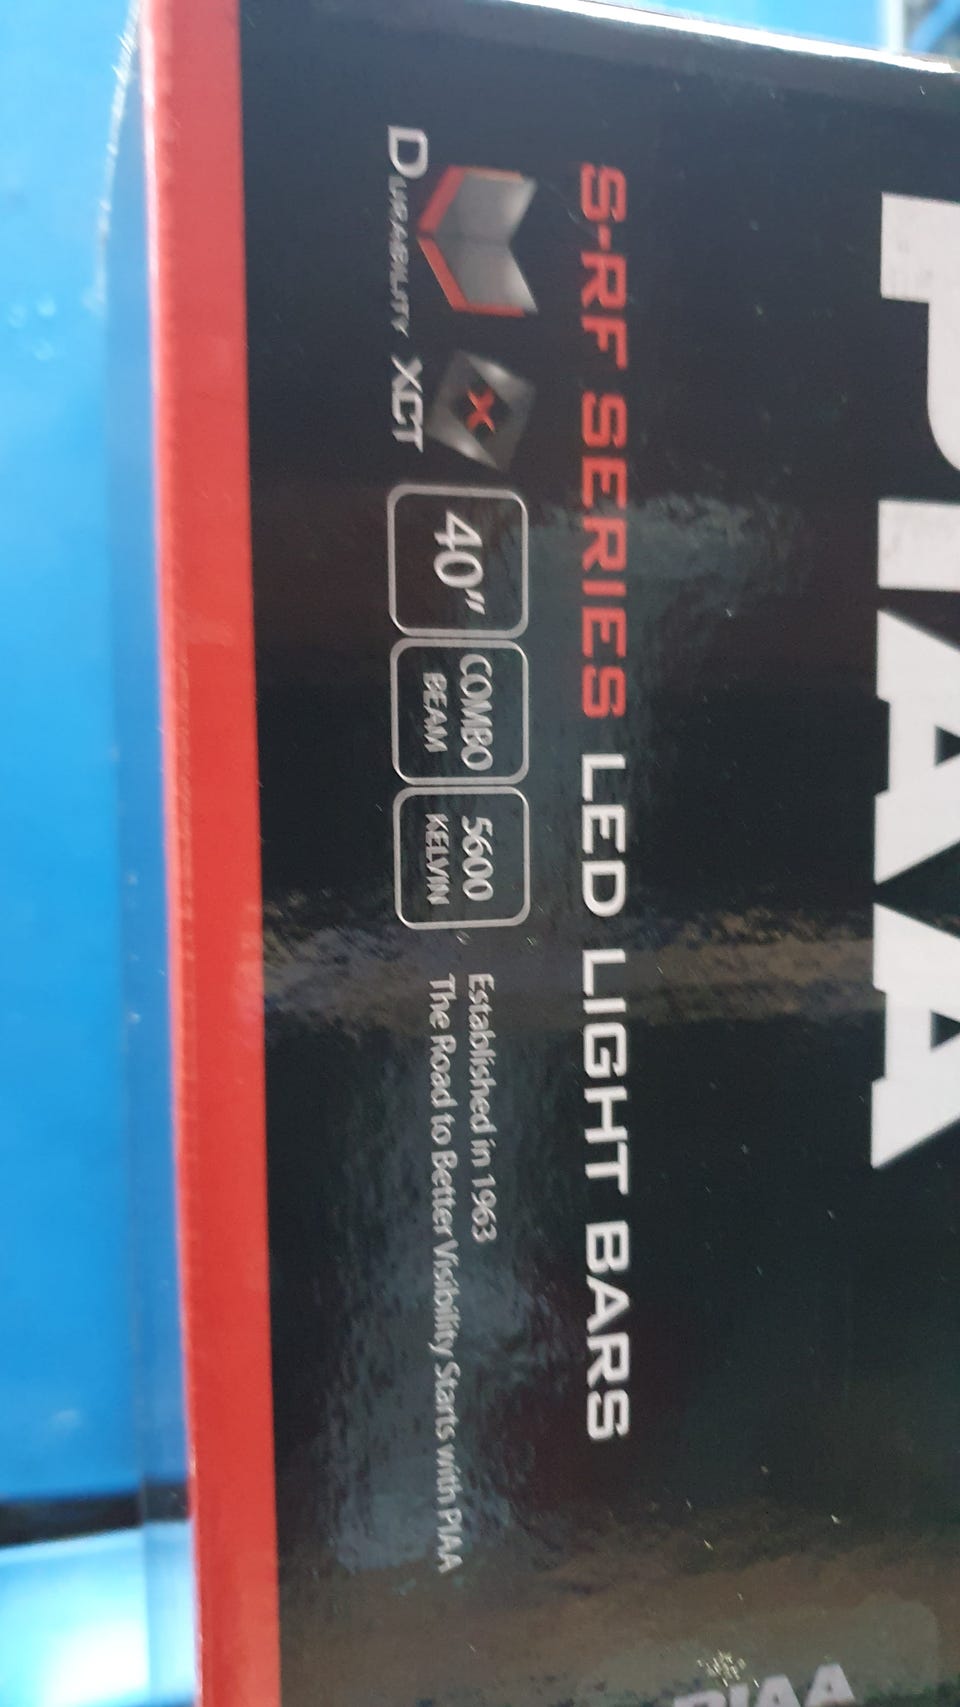 PIAA
S-RF SERIES LED LIGHT BARS
X
DURABILITY XCT
40"
COMBO
BEAM
5600
KELVIN
Established in 1963
The Road to Better Visibility Starts with PIAA
PIAA